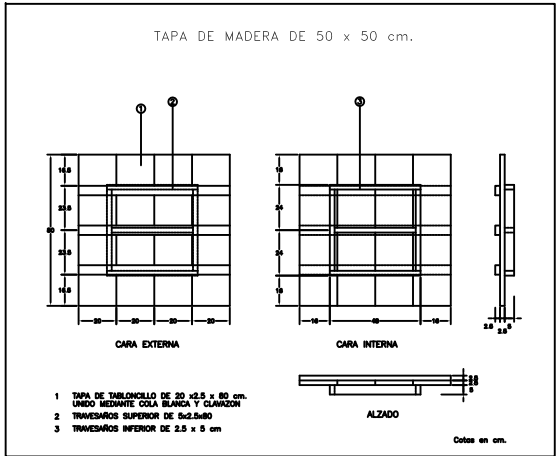 TAPA DE MADERA DE 50 x 50 cm.
1 2 3
16.5
23.5
23.5
16.5
80
20 20 20 20
CARA EXTERNA
16
24
24
16
16 48 16
CARA INTERNA
2.5 2.5 5
2.5
2.5
5
ALZADO
1 TAPA DE TABLONCILLO DE 20 x2.5 x 80 cm.
UNIDO MEDIANTE COLA BLANCA Y CLAVAZON
2 TRAVESAÑOS SUPERIOR DE 5x2.5x80
3 TRAVESAÑOS INFERIOR DE 2.5 x 5 cm
Cotas en cm.